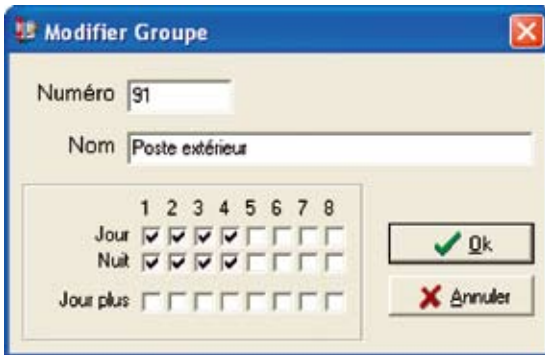 Modifier Groupe
Numéro 91
Nom Poste extérieur
1 2 3 4 5 6 7 8
Jour
Nuit
Jour plus
Ok
Annuler